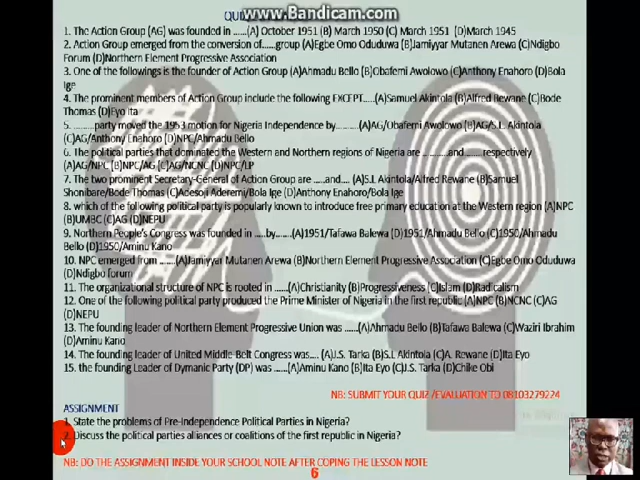 www.Bandicam.com
1. The Action Group (AG) was founded in ......(A) October 1951 (B) March 1950 (C) March 1951 (D) March 1945
2. Action Group emerged from the conversion of......group (A)Egbe Omo Oduduwa (B)Jamiyyar Mutanen Arewa (C)Ndigbo
Forum (D)Northern Element Progressive Association
3. One of the followings is the founder of Action Group (A)Ahmadu Bello (B)Obafemi Awolowo (C)Anthony Enahoro (D)Bola
Ige
4. The prominent members of Action Group include the following EXCEPT.....(A)Samuel Akintola (B)Alfred Rewane (C)Bode
Thomas (D)Eyo Ita
5. ........party moved the 1953 motion for Nigeria Independence by..........(A)AG/Obafemi Awolowo (B)AG/S.L. Akintola
(C)AG/Anthony Enahoro (D)NPC/Ahmadu Bello
6. The political parties that dominated the Western and Northern regions of Nigeria are ..........and....... respectively
(A)AG/NPC (B)NPC/AG (C)AG/NCNC (D)NPC/LP
7. The two prominent Secretary-General of Action Group are .....and.... (A)S.L Akintola/Alfred Rewane (B)Samuel
Shonibare/Bode Thomas (C)Adesoji Aderemi/Bola Ige (D)Anthony Enahoro/Bola Ige
8. which of the following political party is popularly known to introduce free primary education at the Western region (A)NPC
(B)UMBC (C)AG (D)NEPU
9. Northern People's Congress was founded in .....by.......(A)1951/Tafawa Balewa (D)1951/Ahmadu Bello (C)1950/Ahmadu
Bello (D)1950/Aminu Kano
10. NPC emerged from ......(A)Jamiyyar Mutanen Arewa (B)Northern Element Progressive Association (C)Egbe Omo Oduduwa
(D)Ndigbo forum
11. The organizational structure of NPC is rooted in ......(A)Christianity (B)Progressiveness (C)Islam (D)Radicalism
12. One of the following political party produced the Prime Minister of Nigeria in the first republic (A)NPC (B)NCNC (C)AG
(D)NEPU
13. The founding leader of Northern Element Progressive Union was ......(A)Ahmadu Bello (B)Tafawa Balewa (C)Waziri Ibrahim
(D)Aminu Kano
14. The founding leader of United Middle Belt Congress was.... (A)J.S. Tarka (B)S.L Akintola (C)A. Rewane (D)Ita Eyo
15. the founding Leader of Dymanic Party (DP) was ......(A)Aminu Kano (B)Ita Eyo (C)J.S. Tarka (D)Chike Obi
NB: SUBMIT YOUR QUIZ/EVALUATION TO 08103279224
ASSIGNMENT
1. State the problems of Pre-Independence Political Parties in Nigeria?
2. Discuss the political parties alliances or coalitions of the first republic in Nigeria?
NB: DO THE ASSIGNMENT INSIDE YOUR SCHOOL NOTE AFTER COPING THE LESSON NOTE
6